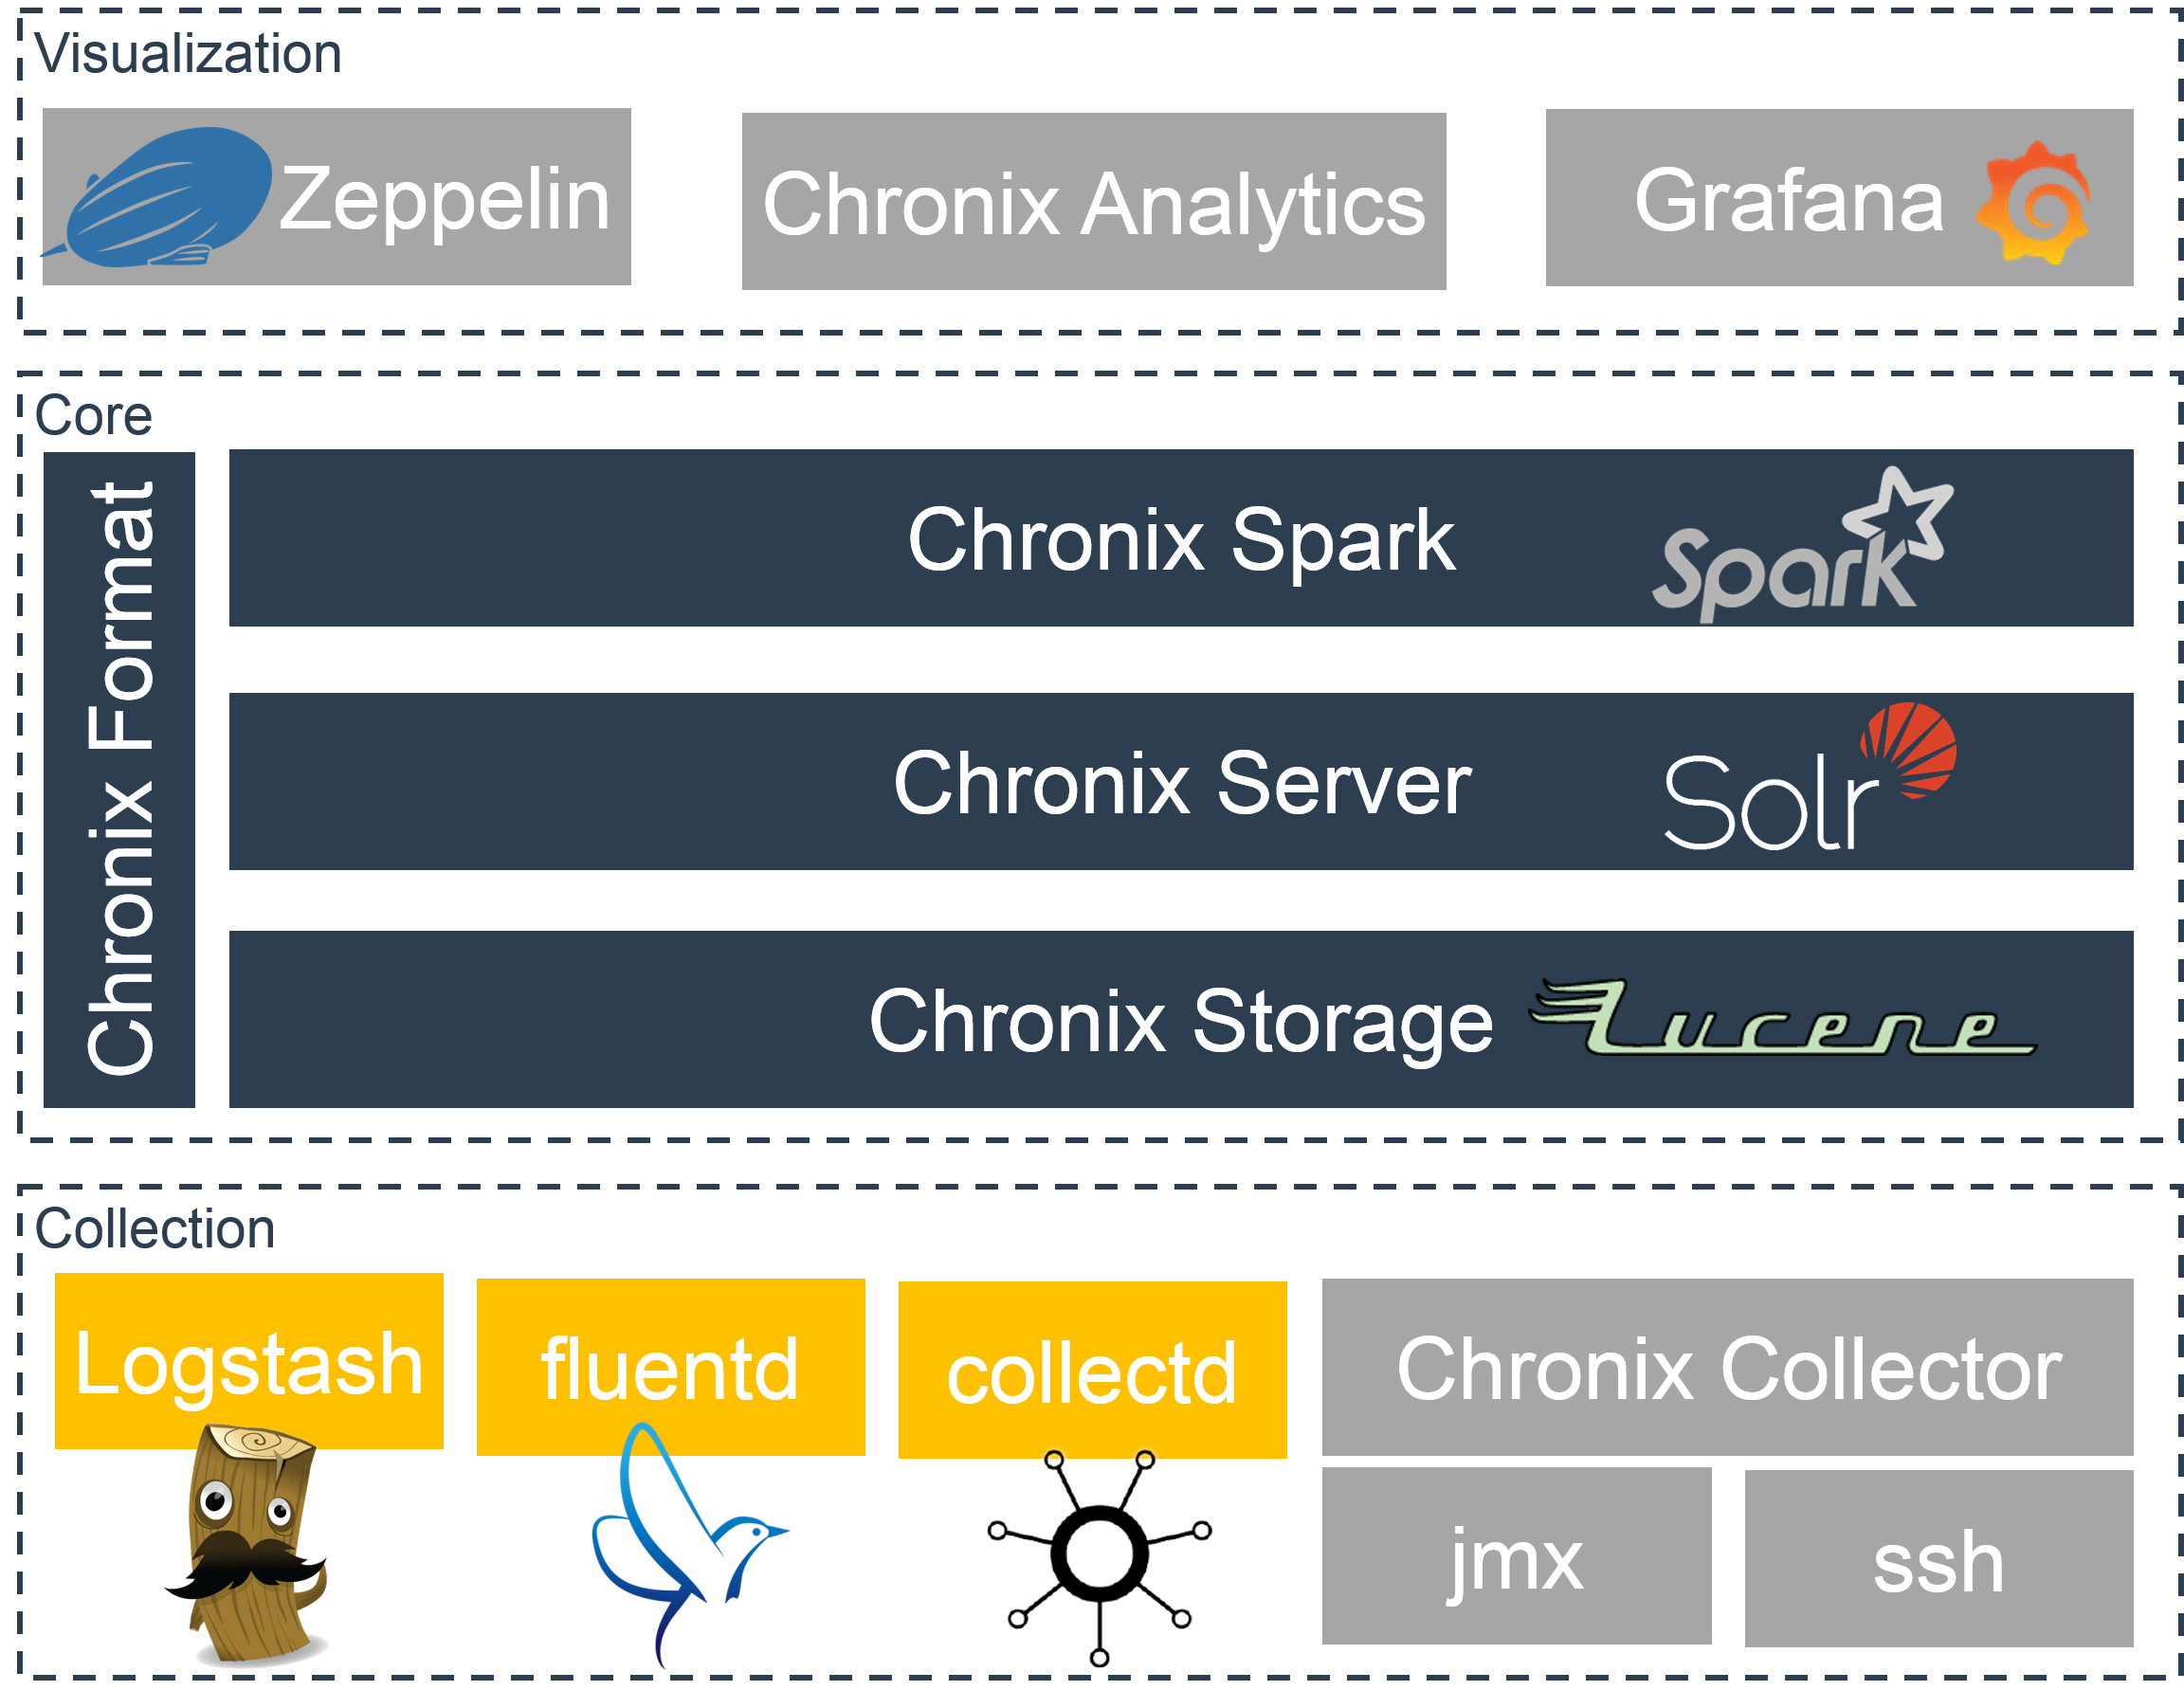 Visualization
Zeppelin
Chronix Analytics
Grafana
Core
Chronix Format
Chronix Spark
Spark
Chronix Server
Solr
Chronix Storage
Lucene
Collection
Logstash
fluentd
collectd
Chronix Collector
jmx
ssh